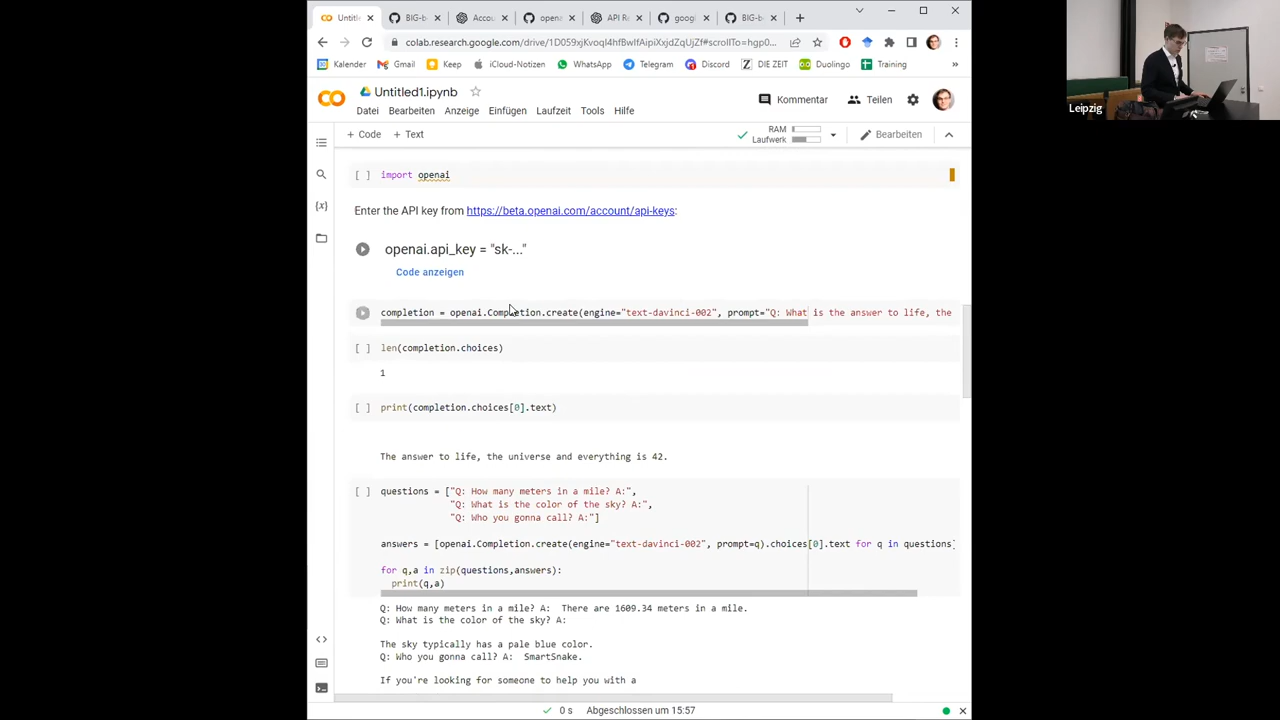 Untitle
BIG-b
Accou
opena
API Re
googl
BIG-b
colab.research.google.com/drive/1D059xjKvoqI4hfBwIfAipiXxjdZqUjZf#scrollTo=hgp0...
Kalender
Gmail
Keep
iCloud-Notizen
WhatsApp
Telegram
Discord
DIE ZEIT
Duolingo
Training
Untitled1.ipynb
Kommentar
Teilen
Datei Bearbeiten Anzeige Einfügen Laufzeit Tools Hilfe
+ Code + Text
RAM
Laufwerk
Bearbeiten
[ ] import openai
Enter the API key from https://beta.openai.com/account/api-keys:
openai.api_key = "sk-..."
Code anzeigen
completion = openai.Completion.create(engine="text-davinci-002", prompt="Q: What is the answer to life, the
[ ] len(completion.choices)
1
[ ] print(completion.choices[0].text)
The answer to life, the universe and everything is 42.
[ ] questions = ["Q: How many meters in a mile? A:",
"Q: What is the color of the sky? A:",
"Q: Who you gonna call? A:"]
answers = [openai.Completion.create(engine="text-davinci-002", prompt=q).choices[0].text for q in questions]
for q,a in zip(questions,answers):
print(q,a)
Q: How many meters in a mile? A:  There are 1609.34 meters in a mile.
Q: What is the color of the sky? A:
The sky typically has a pale blue color.
Q: Who you gonna call? A:  SmartSnake.
If you're looking for someone to help you with a
0 s Abgeschlossen um 15:57
Leipzig